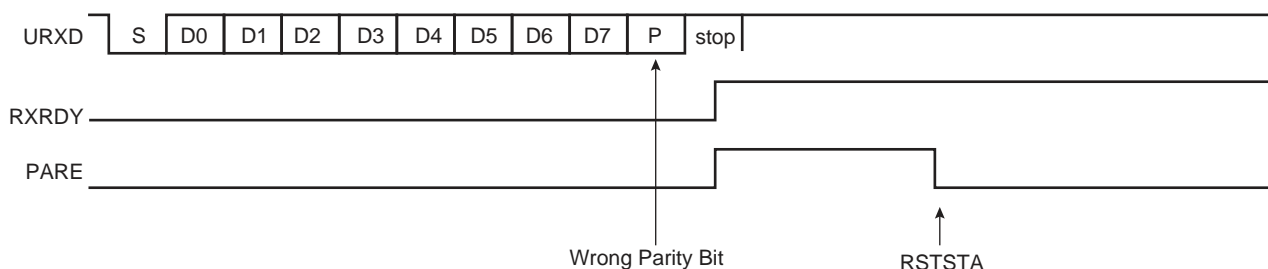 URXD S D0 D1 D2 D3 D4 D5 D6 D7 P stop
RXRDY
PARE
Wrong Parity Bit RSTSTA